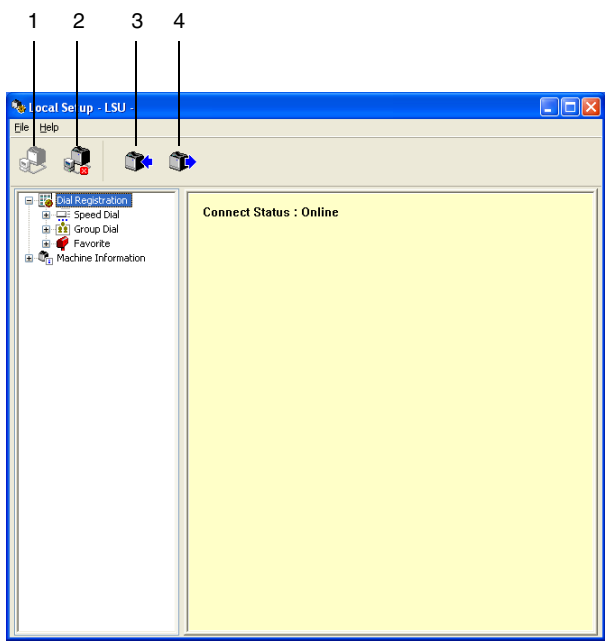 1 2 3 4
Local Setup - LSU -
File Help
Dial Registration
Speed Dial
Group Dial
Favorite
Machine Information
Connect Status : Online